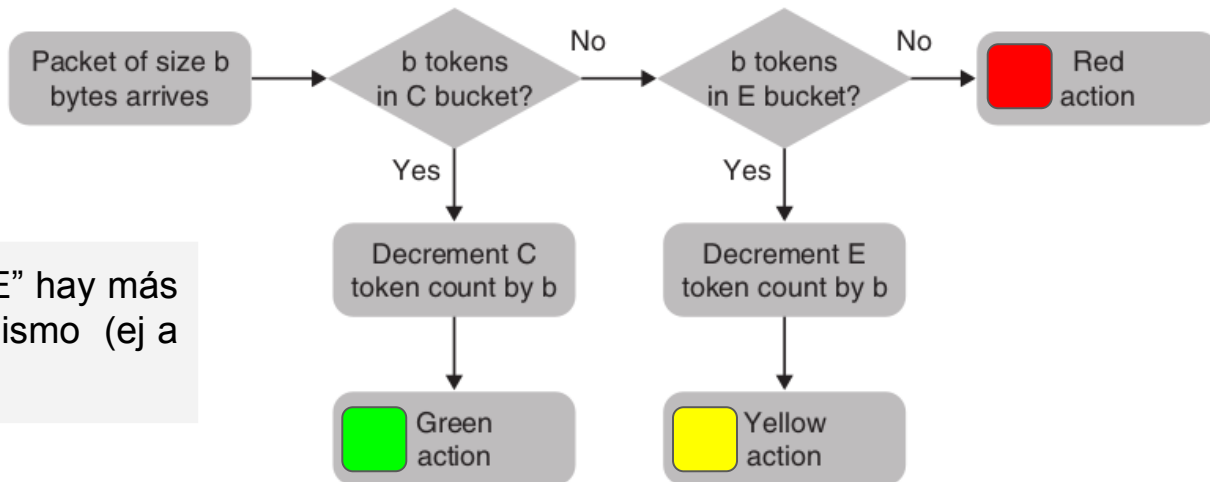 Packet of size b
bytes arrives
b tokens
in C bucket?
No
b tokens
in E bucket?
No
Red
action
Yes
Yes
Decrement C
token count by b
Decrement E
token count by b
E” hay más
ismo (ej a
Green
action
Yellow
action